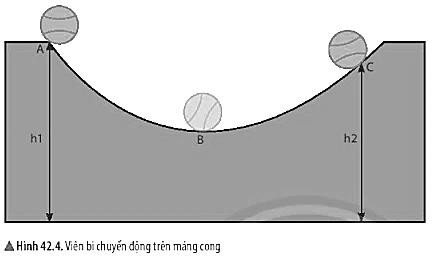 A
C
B
h1
h2
▲ Hình 42.4. Viên bi chuyển động trên máng cong